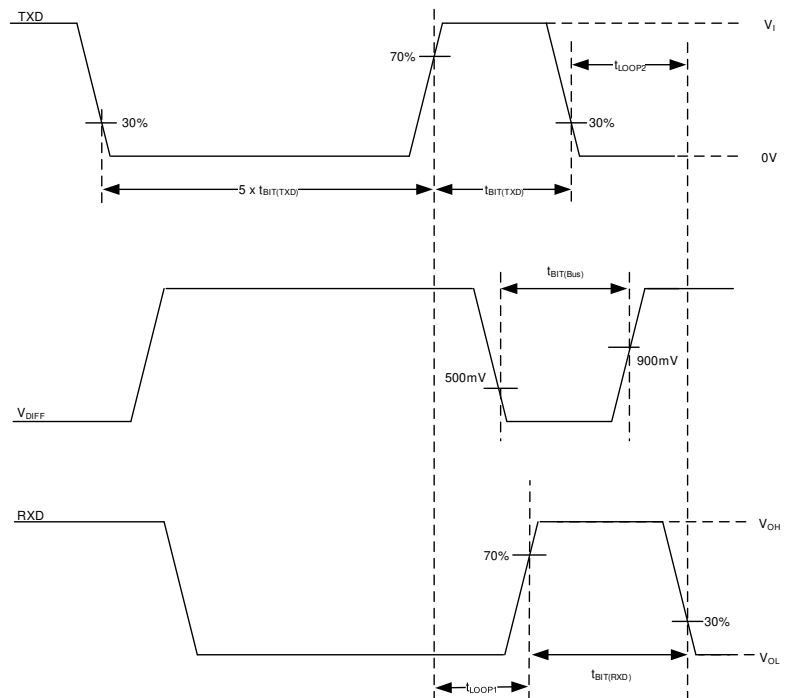 TXD
V_I
70%
t_LOOP2
30%
30%
0V
5 x t_BIT(TXD)
t_BIT(TXD)
t_BIT(Bus)
900mV
500mV
V_DIFF
RXD
V_OH
70%
30%
V_OL
t_BIT(RXD)
t_LOOP1